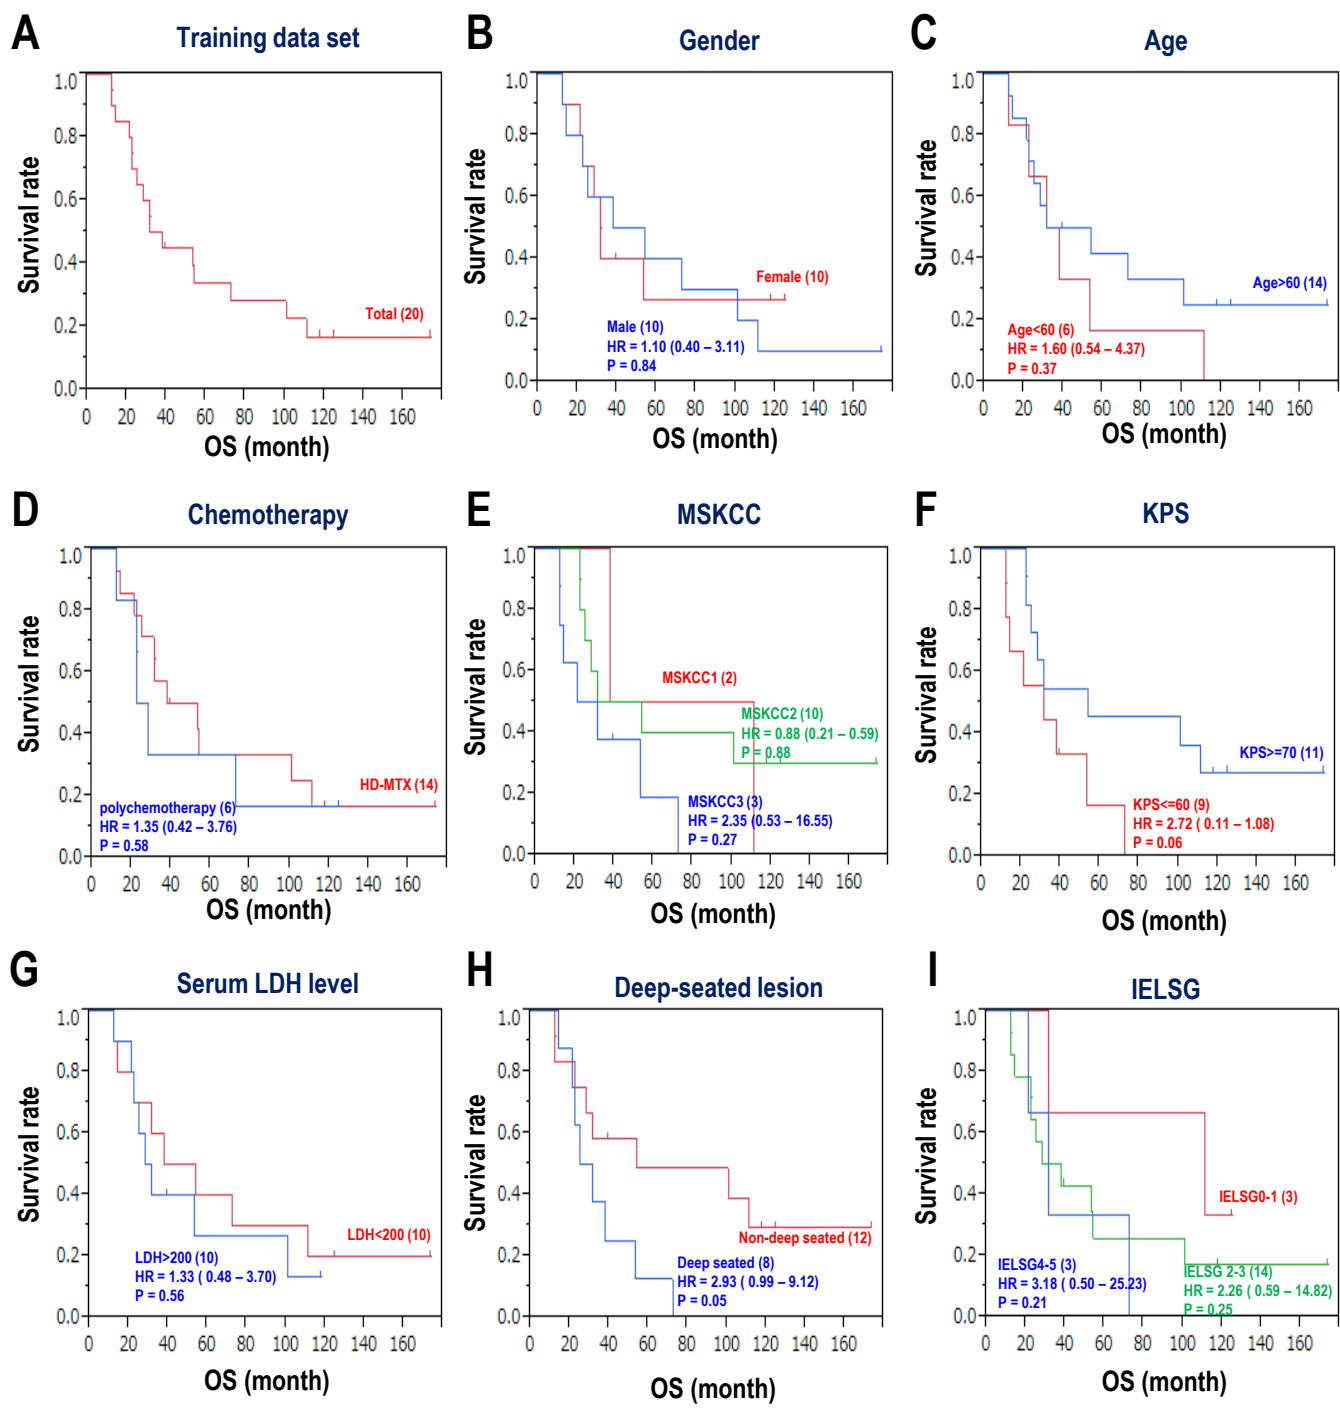 A
Training data set
Survival rate
1.0
0.8
0.6
0.4
0.2
0.0
Total (20)
0 20 40 60 80 100 120 140 160
OS (month)
B
Gender
Survival rate
1.0
0.8
0.6
0.4
0.2
0.0
Female (10)
Male (10)
HR = 1.10 (0.40 – 3.11)
P = 0.84
0 20 40 60 80 100 120 140 160
OS (month)
C
Age
Survival rate
1.0
0.8
0.6
0.4
0.2
0.0
Age>60 (14)
Age<60 (6)
HR = 1.60 (0.54 – 4.37)
P = 0.37
0 20 40 60 80 100 120 140 160
OS (month)
D
Chemotherapy
Survival rate
1.0
0.8
0.6
0.4
0.2
0.0
HD-MTX (14)
polychemotherapy (6)
HR = 1.35 (0.42 – 3.76)
P = 0.58
0 20 40 60 80 100 120 140 160
OS (month)
E
MSKCC
Survival rate
1.0
0.8
0.6
0.4
0.2
0.0
MSKCC1 (2)
MSKCC2 (10)
HR = 0.88 (0.21 – 0.59)
P = 0.88
MSKCC3 (3)
HR = 2.35 (0.53 – 16.55)
P = 0.27
0 20 40 60 80 100 120 140 160
OS (month)
F
KPS
Survival rate
1.0
0.8
0.6
0.4
0.2
0.0
KPS>=70 (11)
KPS<=60 (9)
HR = 2.72 ( 0.11 – 1.08)
P = 0.06
0 20 40 60 80 100 120 140 160
OS (month)
G
Serum LDH level
Survival rate
1.0
0.8
0.6
0.4
0.2
0.0
LDH<200 (10)
LDH>200 (10)
HR = 1.33 ( 0.48 – 3.70)
P = 0.56
0 20 40 60 80 100 120 140 160
OS (month)
H
Deep-seated lesion
Survival rate
1.0
0.8
0.6
0.4
0.2
0.0
Non-deep seated (12)
Deep seated (8)
HR = 2.93 ( 0.99 – 9.12)
P = 0.05
0 20 40 60 80 100 120 140 160
OS (month)
I
IELSG
Survival rate
1.0
0.8
0.6
0.4
0.2
0.0
IELSG0-1 (3)
IELSG4-5 (3)
HR = 3.18 ( 0.50 – 25.23)
P = 0.21
IELSG 2-3 (14)
HR = 2.26 ( 0.59 – 14.82)
P = 0.25
0 20 40 60 80 100 120 140 160
OS (month)